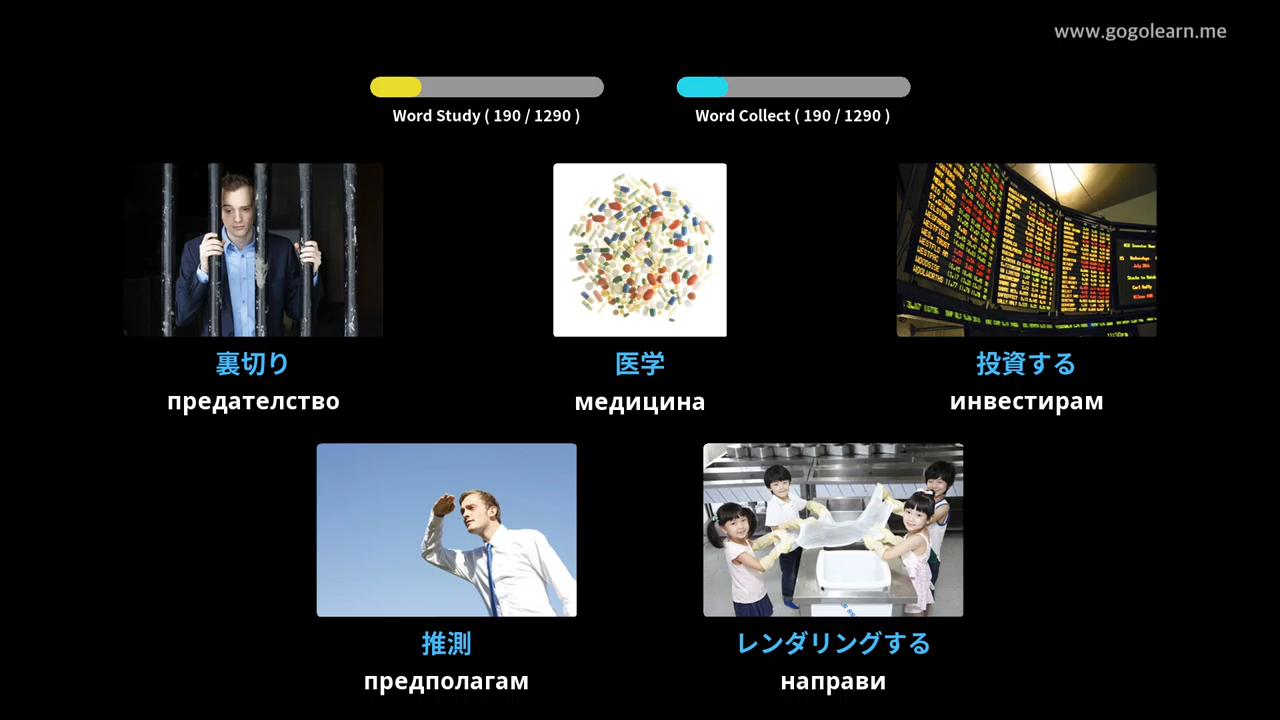 www.gogolearn.me
Word Study ( 190 / 1290 )
Word Collect ( 190 / 1290 )
裏切り
предателство
医学
медицина
投資する
инвестирам
推測
предполагам
レンダリングする
направи